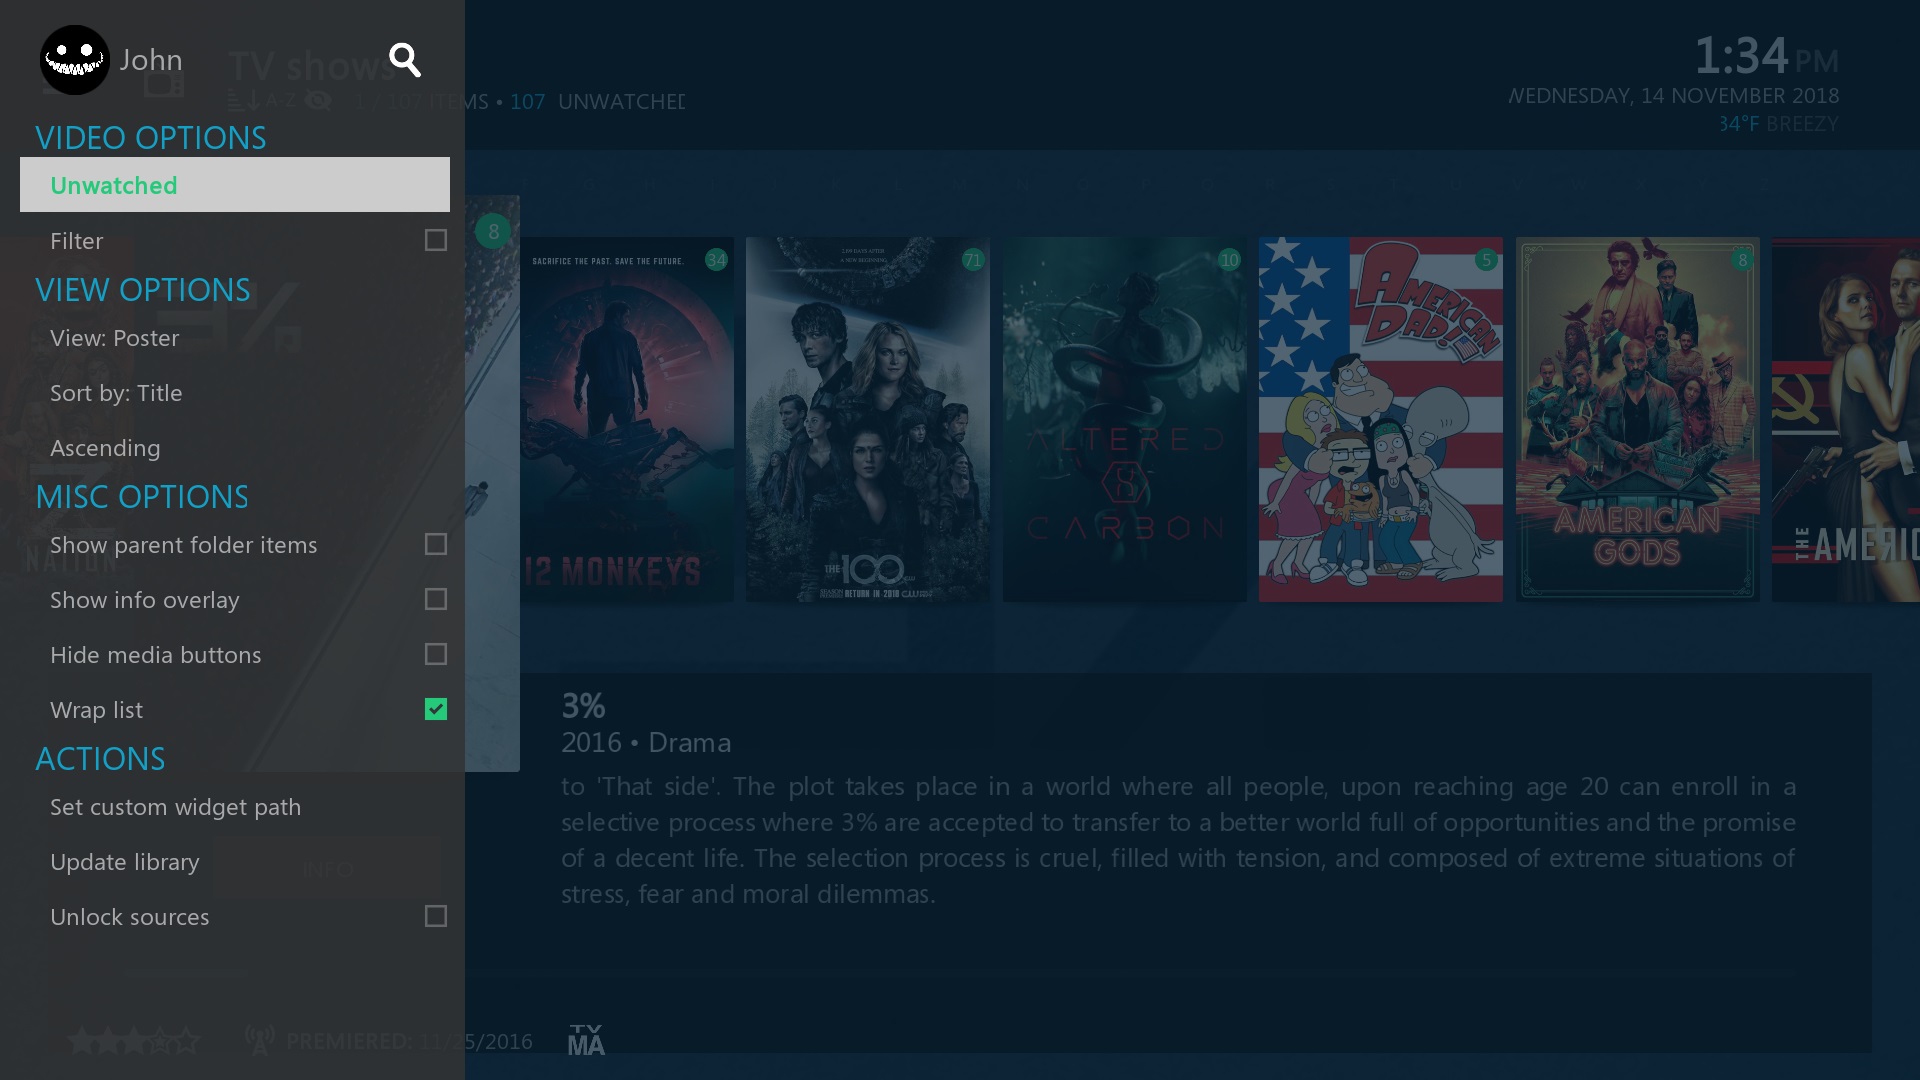 John
TV shows
A-Z 1 / 107 ITEMS • 107 UNWATCHED
1:34 PM
WEDNESDAY, 14 NOVEMBER 2018
34°F BREEZY
VIDEO OPTIONS
Unwatched
Filter
VIEW OPTIONS
View: Poster
Sort by: Title
Ascending
MISC OPTIONS
Show parent folder items
Show info overlay
Hide media buttons
Wrap list
ACTIONS
Set custom widget path
Update library
Unlock sources
INFO
3%
NATION
8
34
SACRIFICE THE PAST. SAVE THE FUTURE.
12 MONKEYS
71
THE 100
RETURN IN 2018
10
ALTERED
CARBON
5
AMERICAN
DAD!
8
AMERICAN
GODS
THE AMERIC
3%
2016 • Drama
to 'That side'. The plot takes place in a world where all people, upon reaching age 20 can enroll in a
selective process where 3% are accepted to transfer to a better world full of opportunities and the promise
of a decent life. The selection process is cruel, filled with tension, and composed of extreme situations of
stress, fear and moral dilemmas.
PREMIERED: 11/25/2016
TV
MA